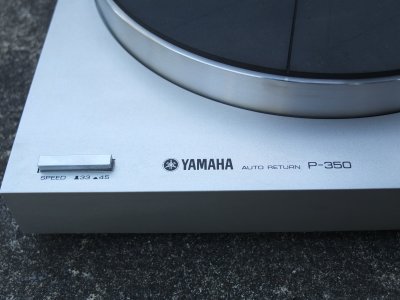 YAMAHA AUTO RETURN P-350
SPEED 33 45